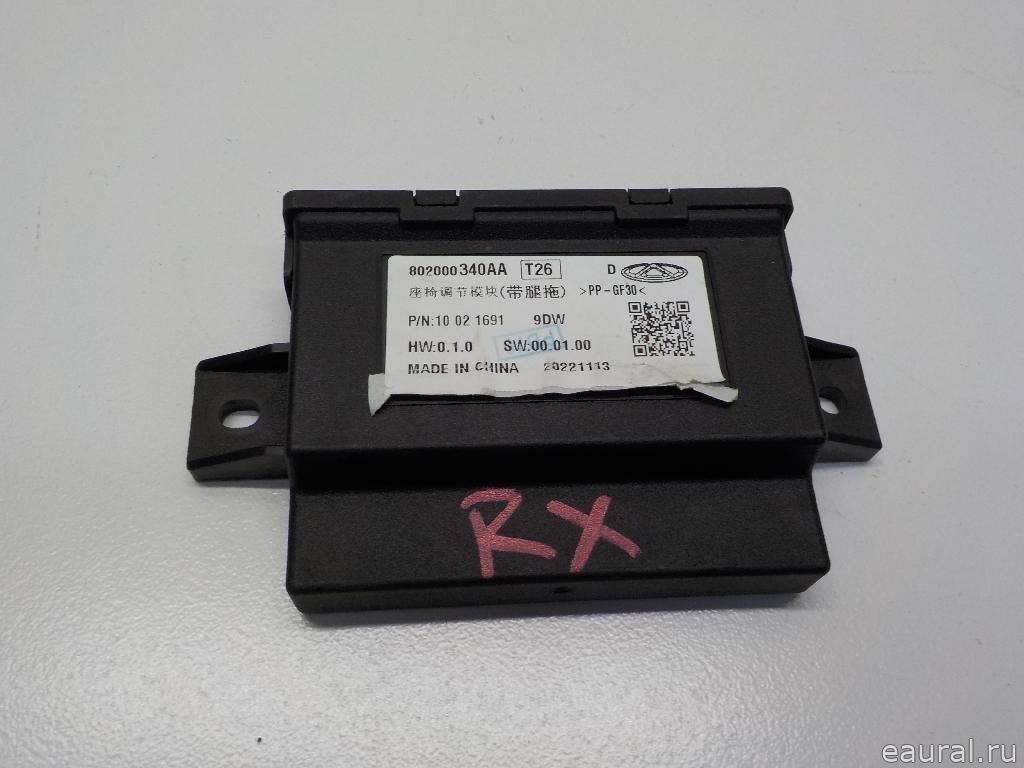 802000340AA T26 D
座椅调节模块(带腿拖) >PP-GF30<
P/N:10 02 1691 9DW
HW:0.1.0 SW:00.01.00
MADE IN CHINA 20221113
RX
eaural.ru